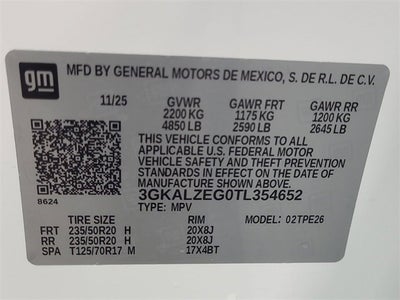 gm
MFD BY GENERAL MOTORS DE MEXICO, S. DE R.L. DE C.V.
11/25 GVWR GAWR FRT GAWR RR
2200 KG 1175 KG 1200 KG
4850 LB 2590 LB 2645 LB
THIS VEHICLE CONFORMS TO ALL
APPLICABLE U.S. FEDERAL MOTOR
VEHICLE SAFETY AND THEFT PREVENTION
STANDARDS IN EFFECT ON THE DATE OF
MANUFACTURE SHOWN ABOVE.
3GKALZEG0TL354652
8624 TYPE: MPV
TIRE SIZE RIM MODEL: 02TPE26
FRT 235/50R20 H 20X8J
RR 235/50R20 H 20X8J
SPA T125/70R17 M 17X4BT